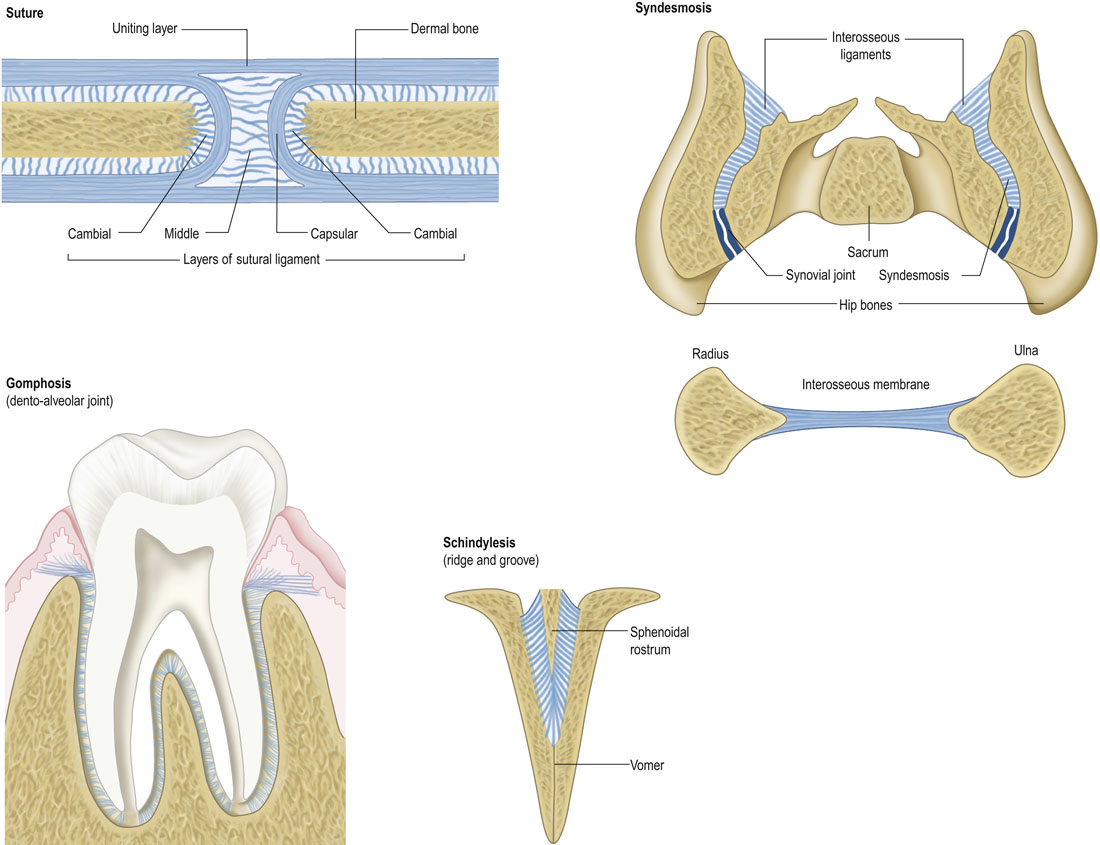 Suture
Uniting layer
Dermal bone
Cambial
Middle
Capsular
Cambial
Layers of sutural ligament
Syndesmosis
Interosseous
ligaments
Sacrum
Synovial joint
Syndesmosis
Hip bones
Radius
Ulna
Interosseous membrane
Gomphosis
(dento-alveolar joint)
Schindylesis
(ridge and groove)
Sphenoidal
rostrum
Vomer